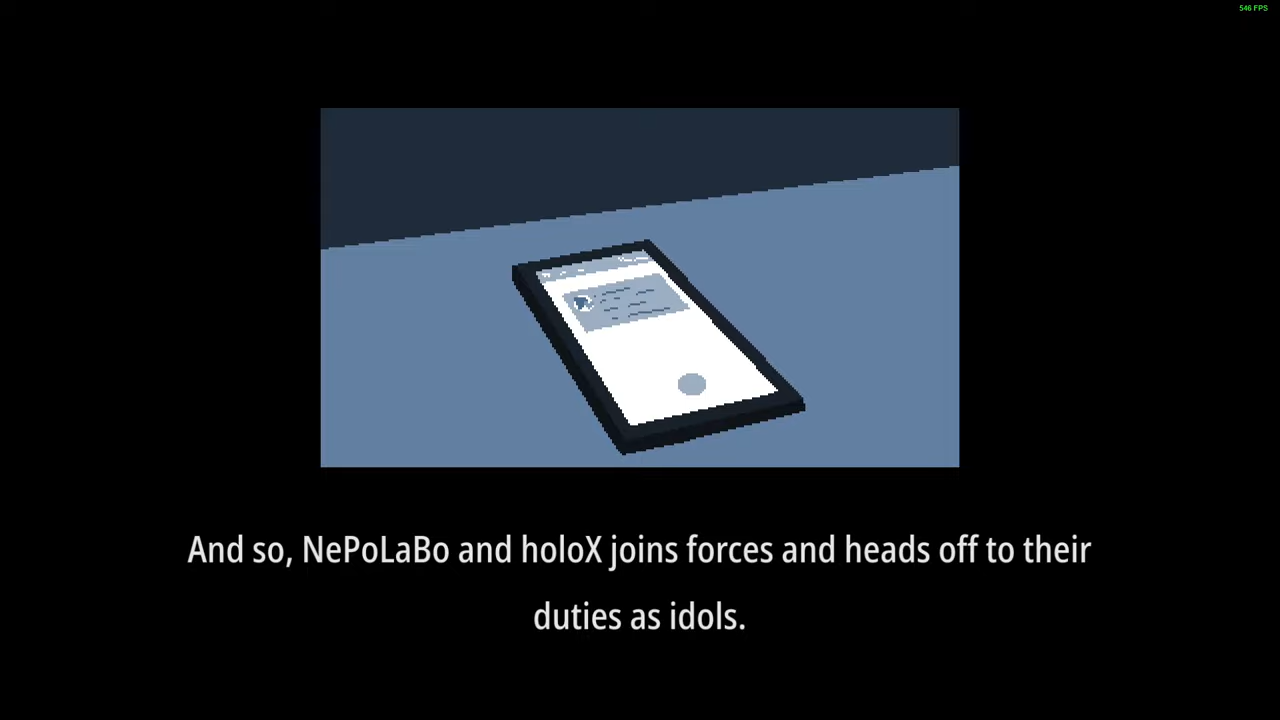 546 FPS
And so, NePoLaBo and holoX joins forces and heads off to their
duties as idols.